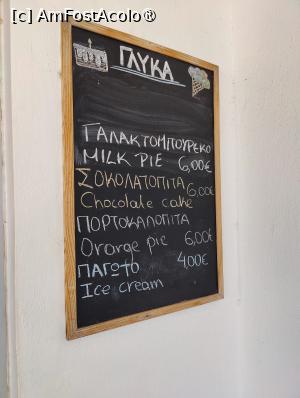 [c] AmFostAcolo®
ΓΛΥΚΑ
ΓΑΛΑΚΤΟΜΠΟΥΡΕΚΟ
MILK PIE 6,00€
ΣΟΚΟΛΑΤΟΠΙΤΑ
Chocolate cake 6,00€
ΠΟΡΤΟΚΑΛΟΠΙΤΑ
Orange pie 6,00€
ΠΑΓΩΤΟ 4,00€
Ice cream